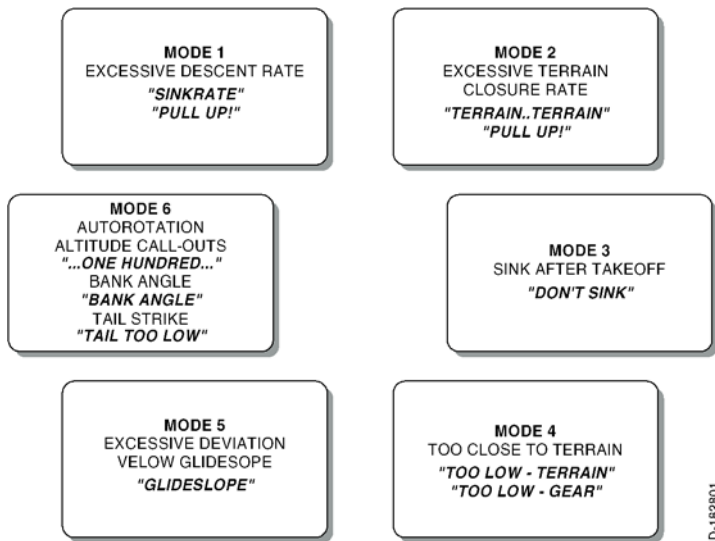 MODE 1
EXCESSIVE DESCENT RATE
"SINKRATE"
"PULL UP!"
MODE 2
EXCESSIVE TERRAIN
CLOSURE RATE
"TERRAIN..TERRAIN"
"PULL UP!"
MODE 6
AUTOROTATION
ALTITUDE CALL-OUTS
"...ONE HUNDRED..."
BANK ANGLE
"BANK ANGLE"
TAIL STRIKE
"TAIL TOO LOW"
MODE 3
SINK AFTER TAKEOFF
"DON'T SINK"
MODE 5
EXCESSIVE DEVIATION
VELOW GLIDESOPE
"GLIDESLOPE"
MODE 4
TOO CLOSE TO TERRAIN
"TOO LOW - TERRAIN"
"TOO LOW - GEAR"
D-163801